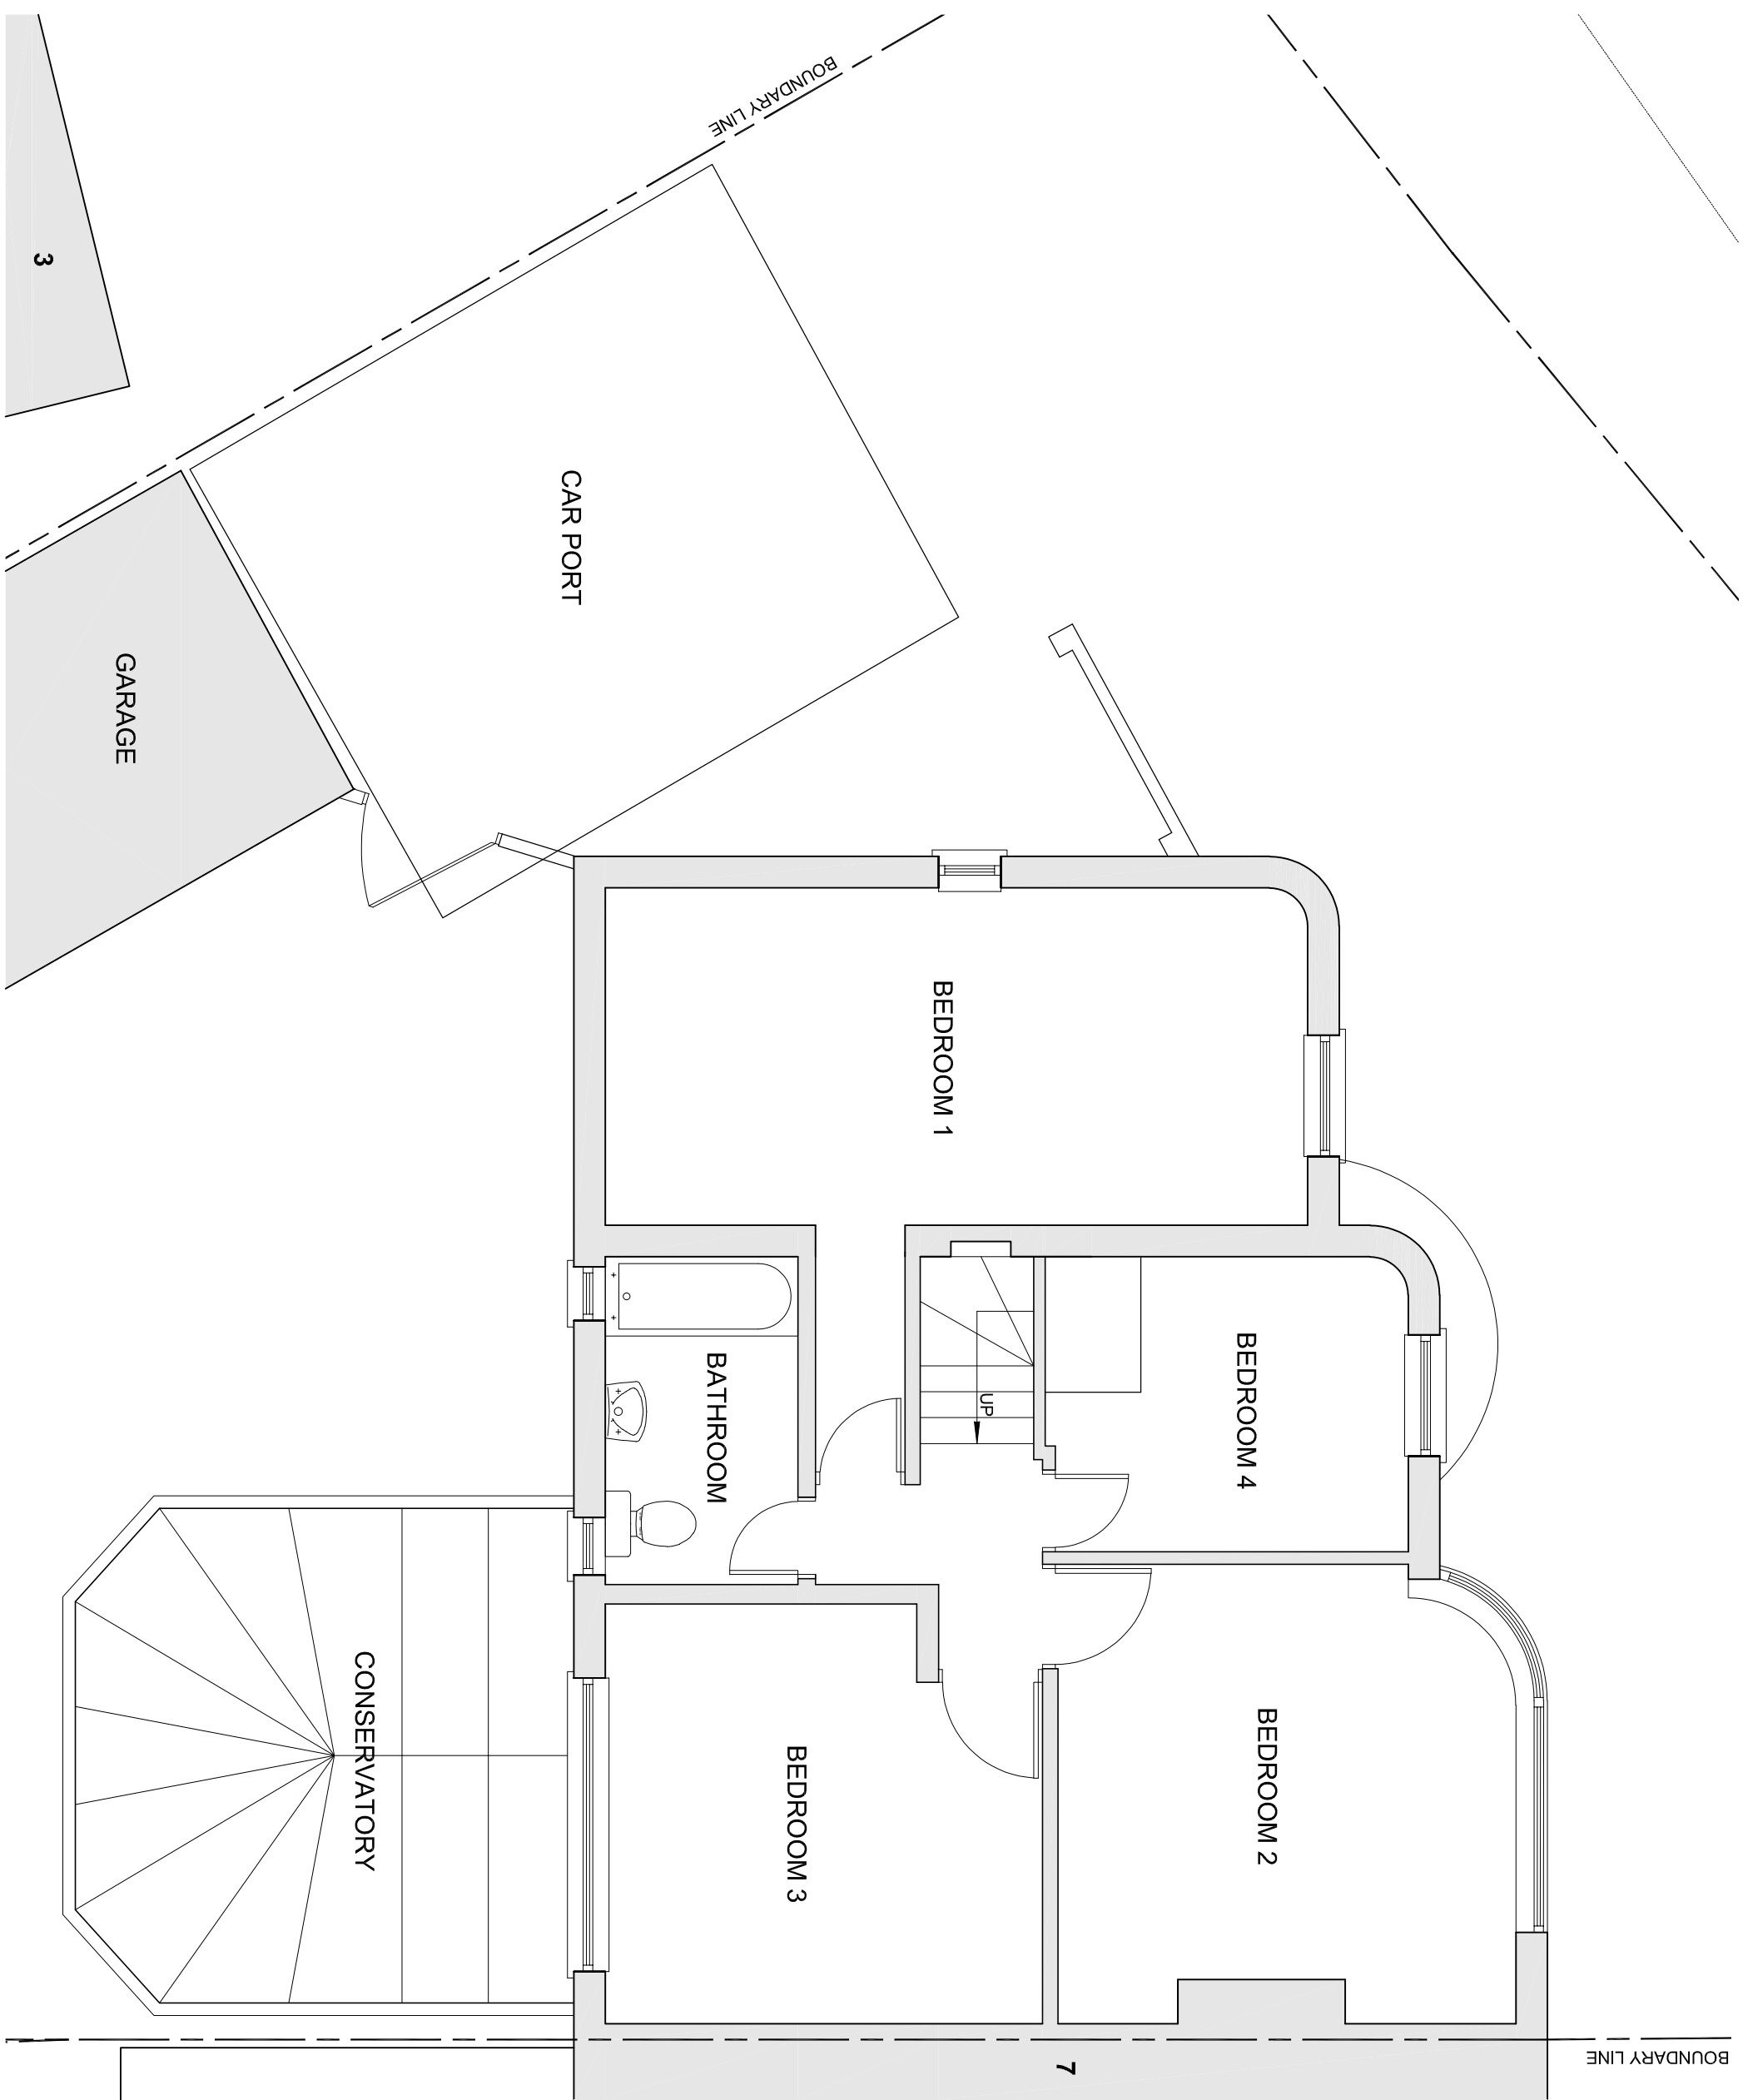 BOUNDARY LINE
3
CAR PORT
GARAGE
BEDROOM 1
BATHROOM
UP
BEDROOM 4
CONSERVATORY
BEDROOM 3
BEDROOM 2
7
BOUNDARY LINE